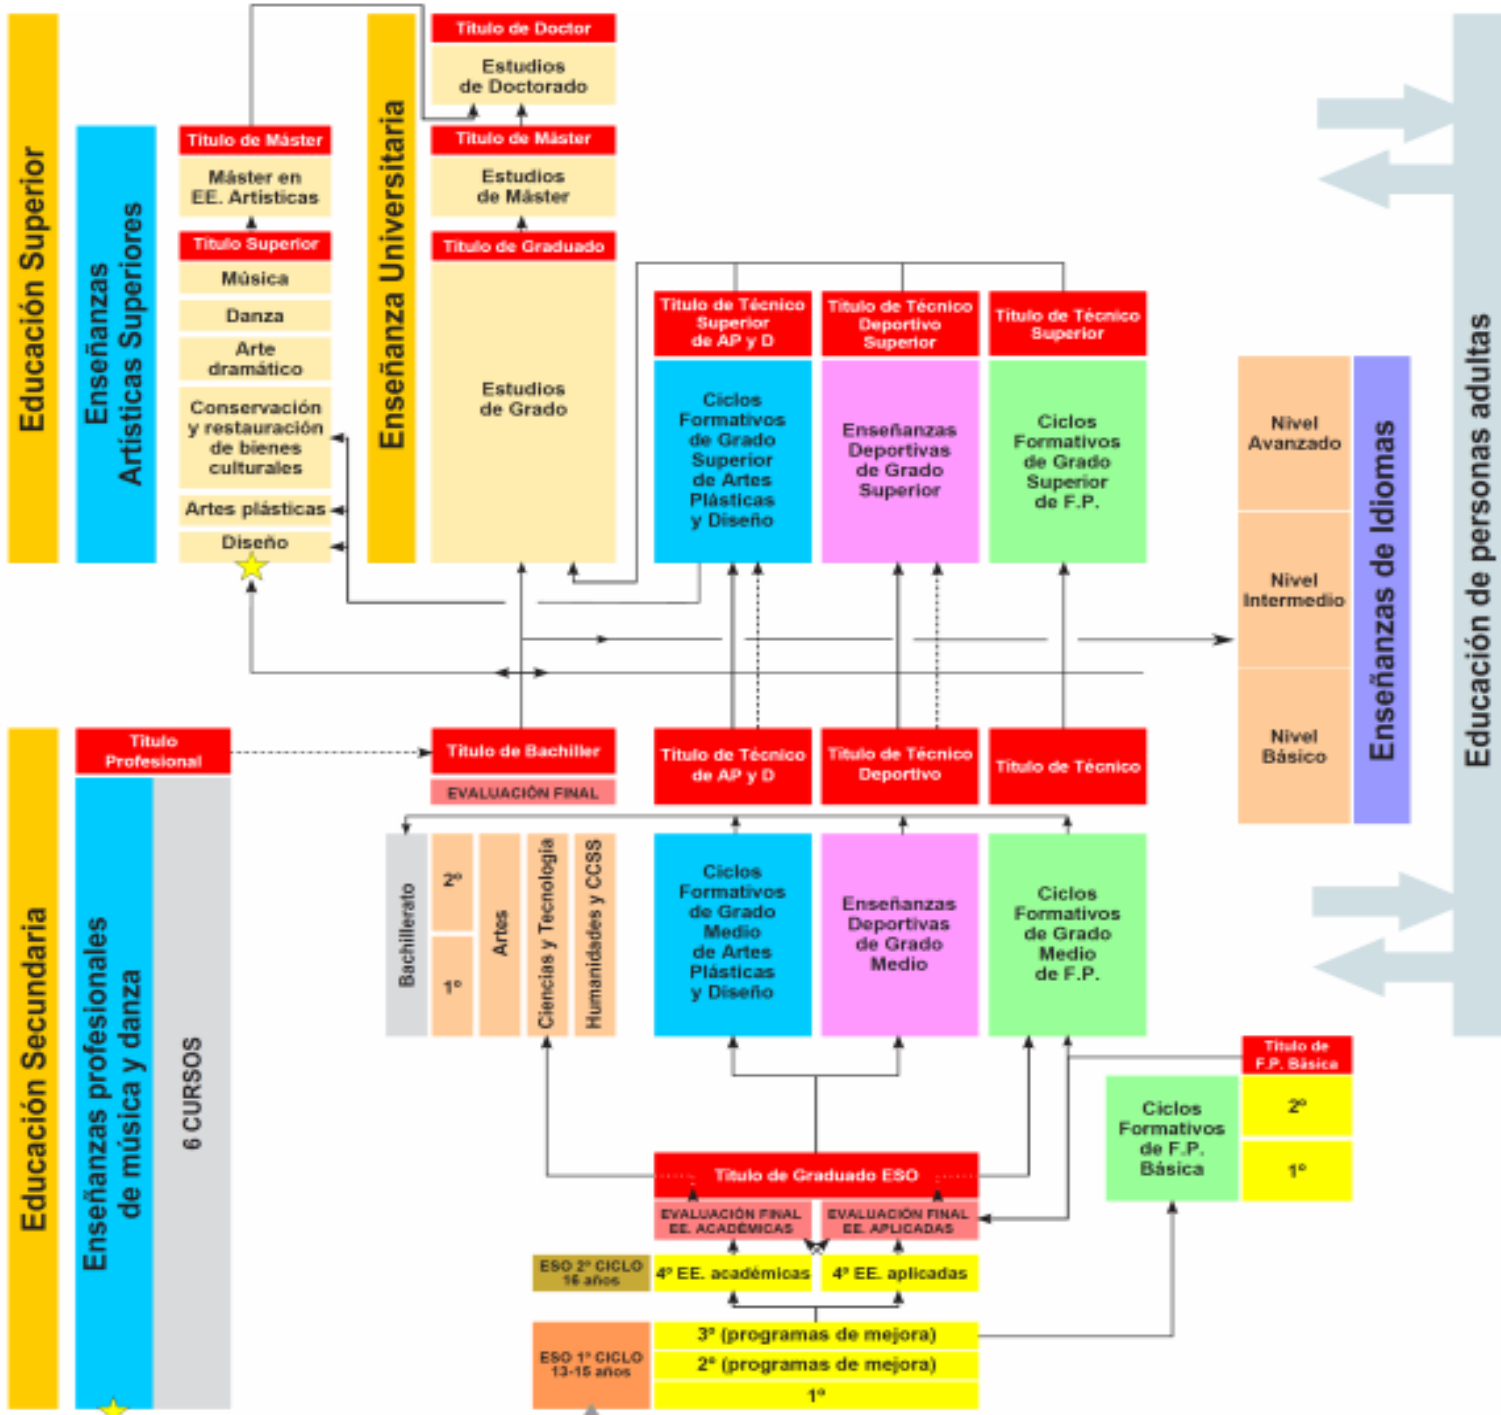 Educación Superior
Enseñanzas
Artísticas Superiores
Título de Máster
Máster en
EE. Artísticas
Título Superior
Música
Danza
Arte
dramático
Conservación
y restauración
de bienes
culturales
Artes plásticas
Diseño
Enseñanza Universitaria
Título de Doctor
Estudios
de Doctorado
Título de Máster
Estudios
de Máster
Título de Graduado
Estudios
de Grado
Título de Técnico
Superior
de AP y D
Ciclos
Formativos
de Grado
Superior
de Artes
Plásticas
y Diseño
Título de Técnico
Deportivo
Superior
Enseñanzas
Deportivas
de Grado
Superior
Título de Técnico
Superior
Ciclos
Formativos
de Grado
Superior
de F.P.
Nivel
Avanzado
Nivel
Intermedio
Nivel
Básico
Enseñanzas de Idiomas
Educación de personas adultas
Educación Secundaria
Título
Profesional
Enseñanzas profesionales
de música y danza
6 CURSOS
Título de Bachiller
EVALUACIÓN FINAL
Bachillerato
2º
1º
Artes
Ciencias y Tecnología
Humanidades y CCSS
Título de Técnico
de AP y D
Ciclos
Formativos
de Grado
Medio
de Artes
Plásticas
y Diseño
Título de Técnico
Deportivo
Enseñanzas
Deportivas
de Grado
Medio
Título de Técnico
Ciclos
Formativos
de Grado
Medio
de F.P.
Título de
F.P. Básica
Ciclos
Formativos
de F.P.
Básica
2º
1º
Título de Graduado ESO
EVALUACIÓN FINAL
EE. ACADÉMICAS
EVALUACIÓN FINAL
EE. APLICADAS
ESO 2º CICLO
16 años
4º EE. académicas
4º EE. aplicadas
ESO 1º CICLO
13-15 años
3º (programas de mejora)
2º (programas de mejora)
1º